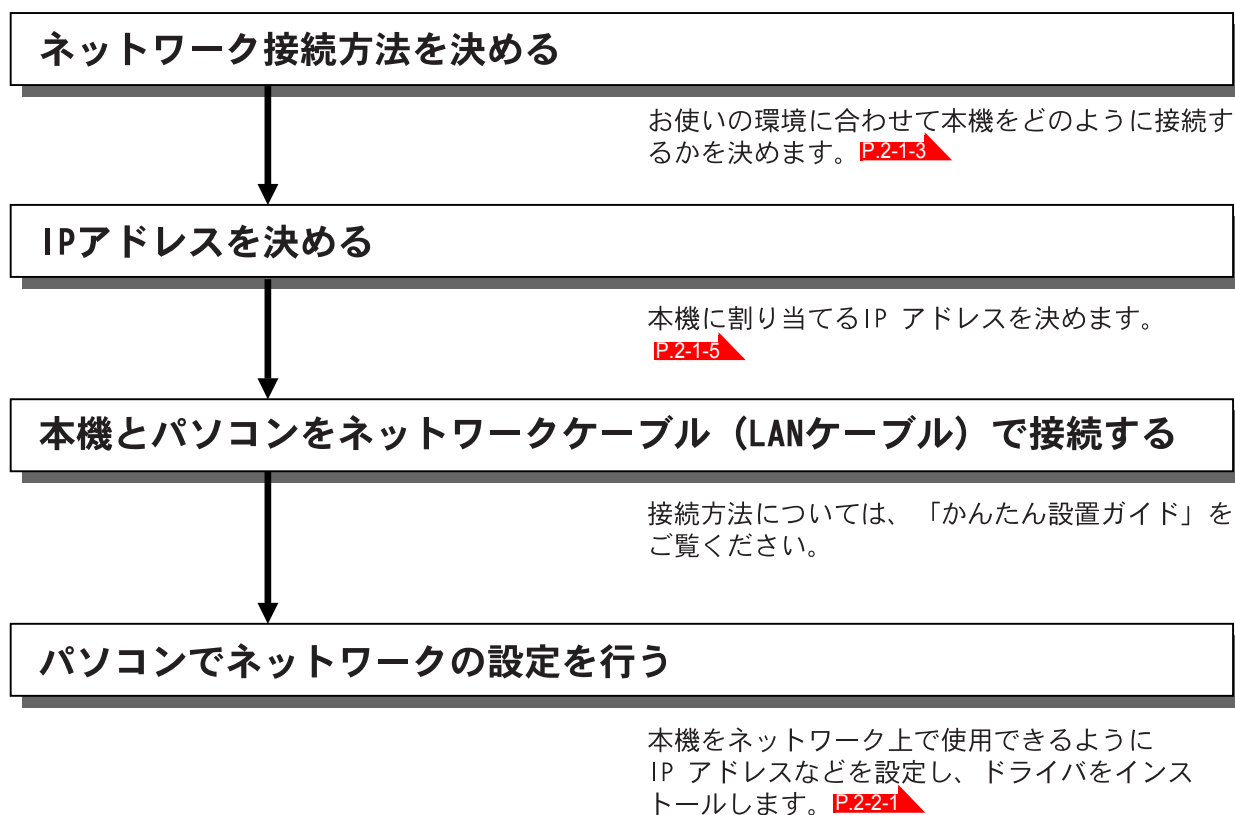 ネットワーク接続方法を決める
お使いの環境に合わせて本機をどのように接続す
るかを決めます。P.2-1-3
IPアドレスを決める
本機に割り当てるIP アドレスを決めます。
P.2-1-5
本機とパソコンをネットワークケーブル（LANケーブル）で接続する
接続方法については、「かんたん設置ガイド」を
ご覧ください。
パソコンでネットワークの設定を行う
本機をネットワーク上で使用できるように
IP アドレスなどを設定し、ドライバをインス
トールします。P.2-2-1